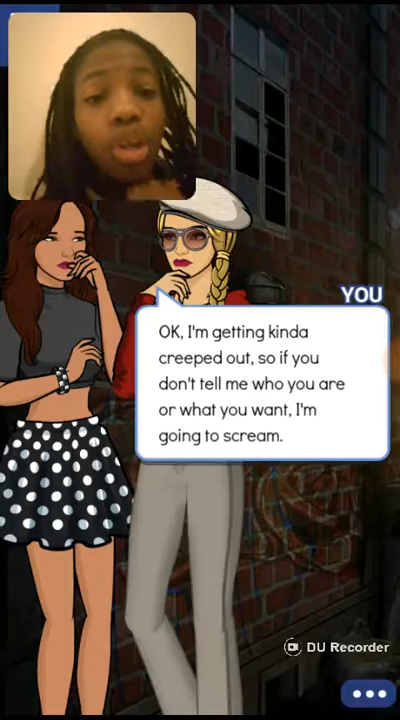 YOU
OK, I'm getting kinda
creeped out, so if you
don't tell me who you are
or what you want, I'm
going to scream.
DU Recorder